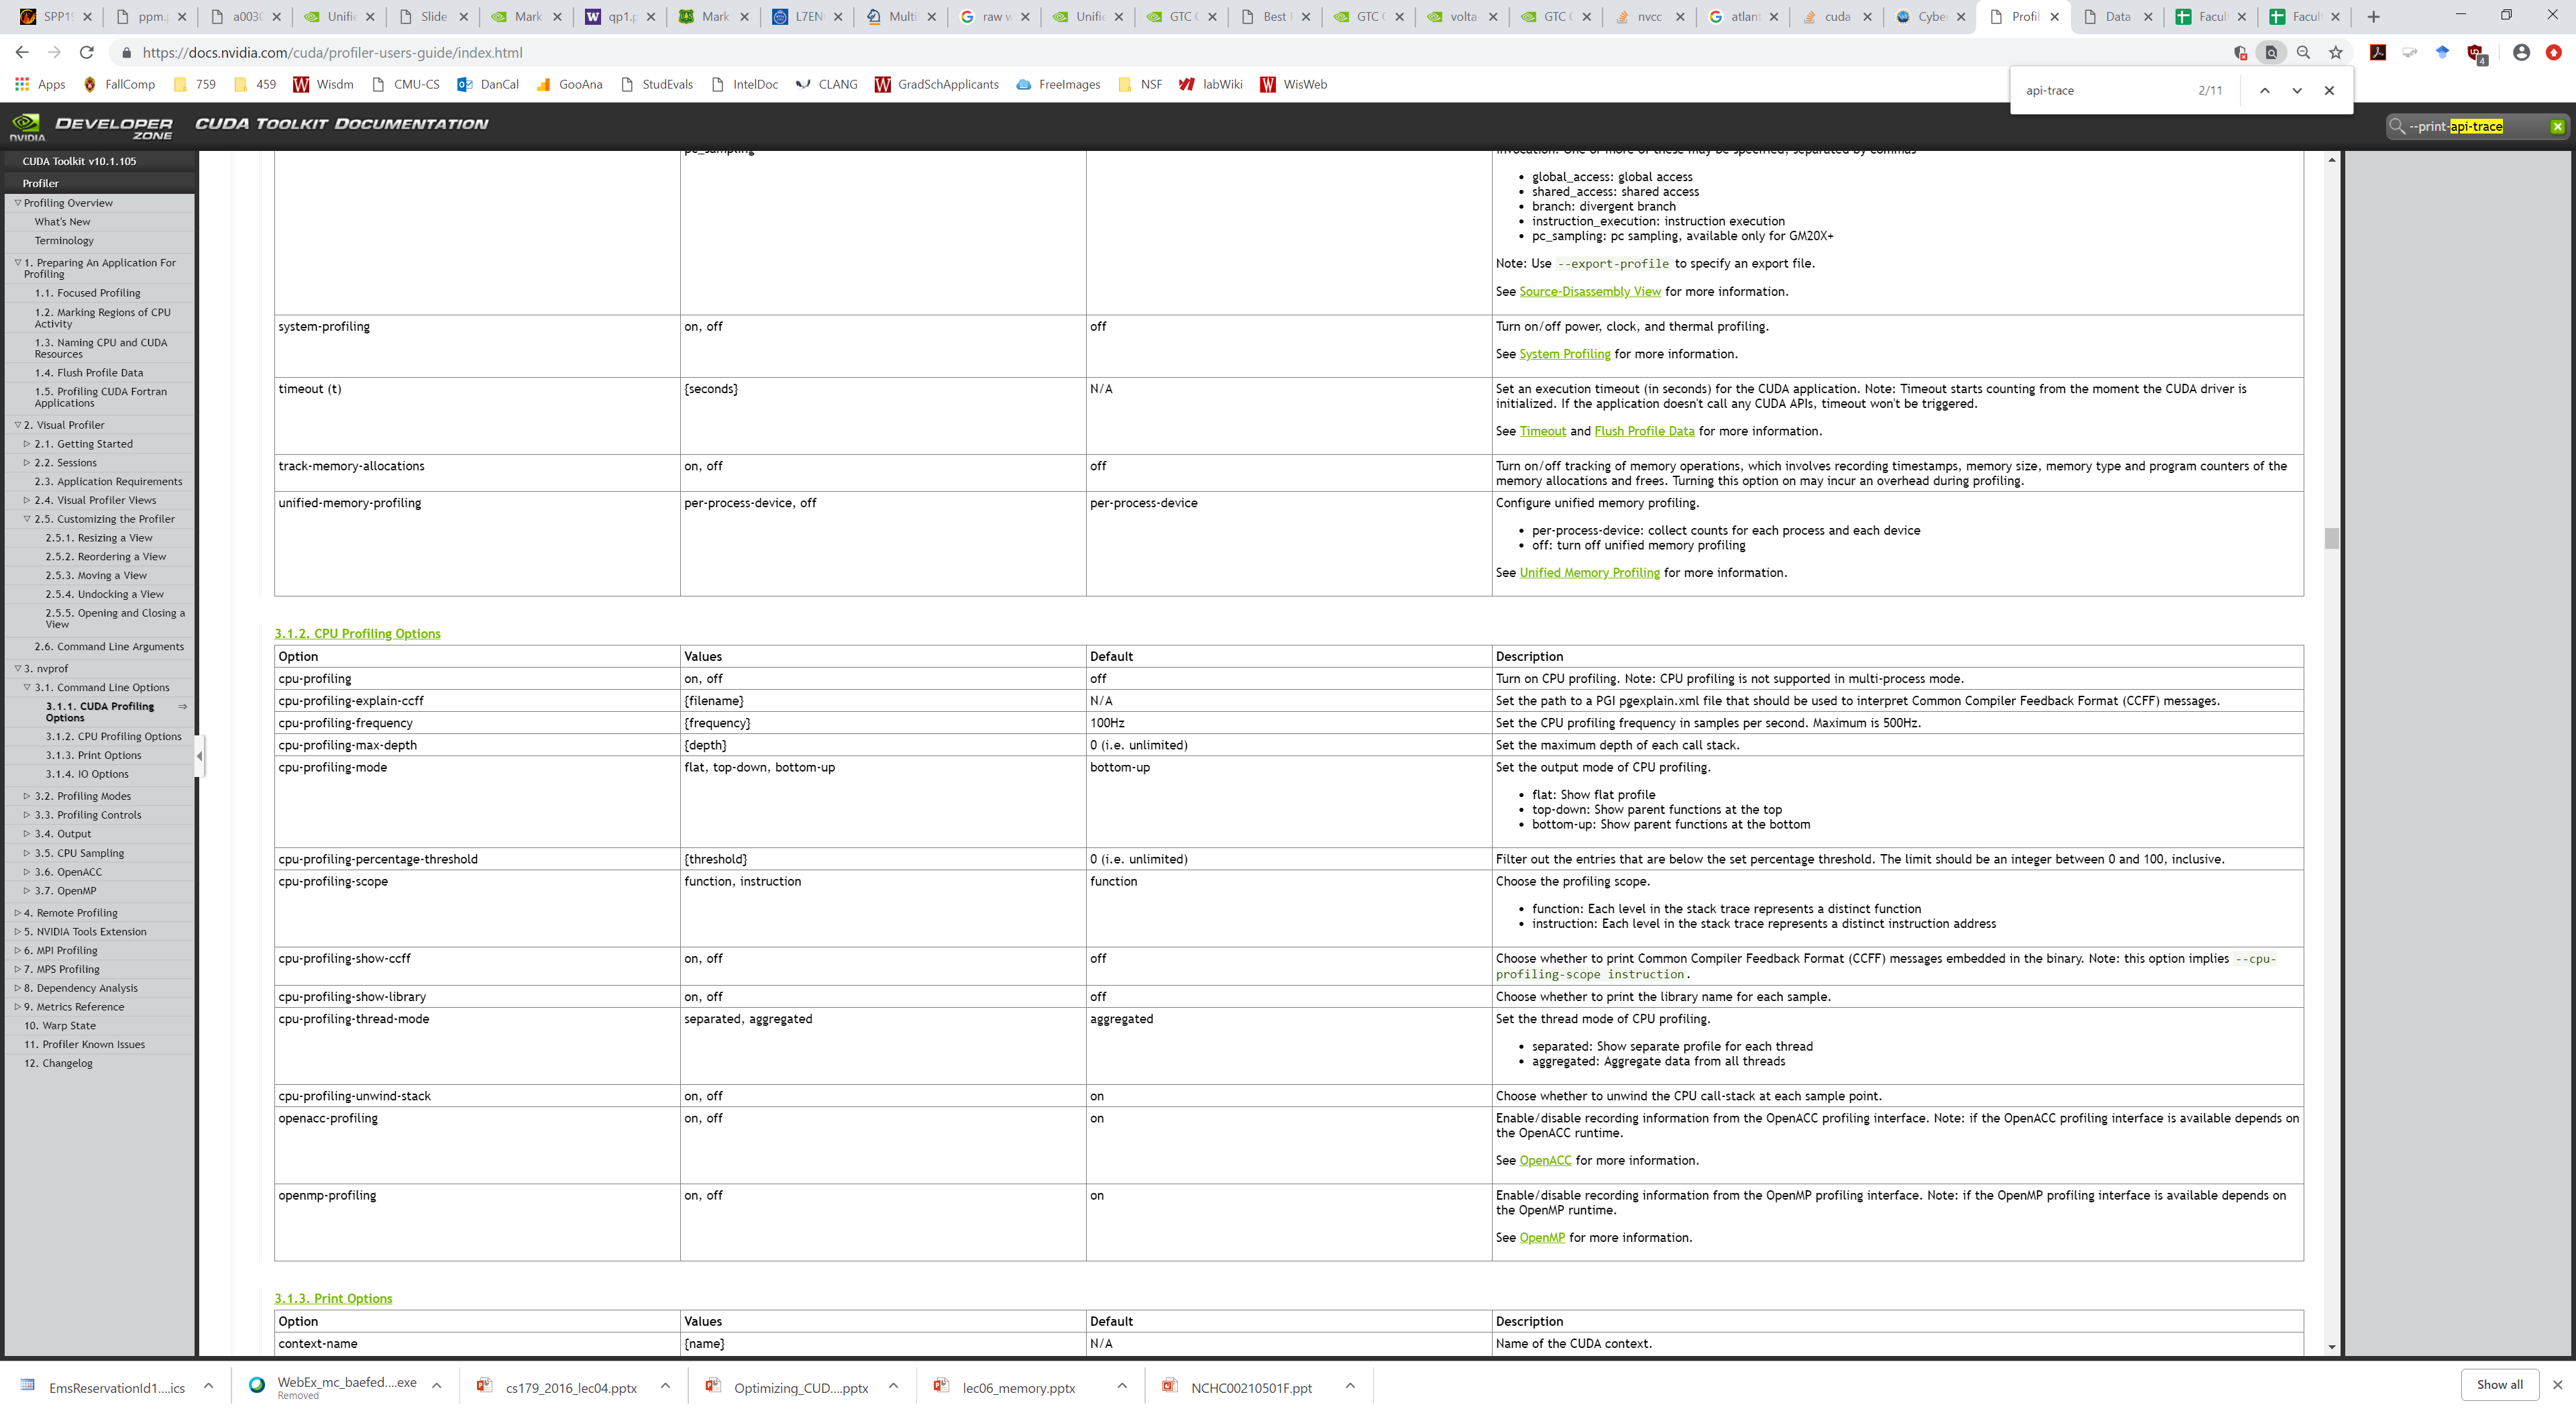 SPP1
ppm.
a003
Unifi
Slide
Mark
qp1.p
Mark
L7EN
Multi
raw v
Unifi
GTC
Best
GTC
volta
GTC
nvcc
atlan
cuda
Cybe
Profil
Data
Facul
Facul
https://docs.nvidia.com/cuda/profiler-users-guide/index.html
4
Apps
FallComp
759
459
Wisdm
CMU-CS
DanCal
GooAna
StudEvals
IntelDoc
CLANG
GradSchApplicants
FreeImages
NSF
labWiki
WisWeb
api-trace 2/11
NVIDIA
DEVELOPER ZONE
CUDA TOOLKIT DOCUMENTATION
--print-api-trace
CUDA Toolkit v10.1.105
Profiler
Profiling Overview
What's New
Terminology
1. Preparing An Application For
Profiling
1.1. Focused Profiling
1.2. Marking Regions of CPU
Activity
1.3. Naming CPU and CUDA
Resources
1.4. Flush Profile Data
1.5. Profiling CUDA Fortran
Applications
2. Visual Profiler
2.1. Getting Started
2.2. Sessions
2.3. Application Requirements
2.4. Visual Profiler Views
2.5. Customizing the Profiler
2.5.1. Resizing a View
2.5.2. Reordering a View
2.5.3. Moving a View
2.5.4. Undocking a View
2.5.5. Opening and Closing a
View
2.6. Command Line Arguments
3. nvprof
3.1. Command Line Options
3.1.1. CUDA Profiling ⇒
Options
3.1.2. CPU Profiling Options
3.1.3. Print Options
3.1.4. IO Options
3.2. Profiling Modes
3.3. Profiling Controls
3.4. Output
3.5. CPU Sampling
3.6. OpenACC
3.7. OpenMP
4. Remote Profiling
5. NVIDIA Tools Extension
6. MPI Profiling
7. MPS Profiling
8. Dependency Analysis
9. Metrics Reference
10. Warp State
11. Profiler Known Issues
12. Changelog
pc_sampling
invocation. One or more of these may be specified, separated by commas
• global_access: global access
• shared_access: shared access
• branch: divergent branch
• instruction_execution: instruction execution
• pc_sampling: pc sampling, available only for GM20X+
Note: Use --export-profile to specify an export file.
See Source-Disassembly View for more information.
system-profiling on, off off Turn on/off power, clock, and thermal profiling.
See System Profiling for more information.
timeout (t) {seconds} N/A Set an execution timeout (in seconds) for the CUDA application. Note: Timeout starts counting from the moment the CUDA driver is
initialized. If the application doesn't call any CUDA APIs, timeout won't be triggered.
See Timeout and Flush Profile Data for more information.
track-memory-allocations on, off off Turn on/off tracking of memory operations, which involves recording timestamps, memory size, memory type and program counters of the
memory allocations and frees. Turning this option on may incur an overhead during profiling.
unified-memory-profiling per-process-device, off per-process-device Configure unified memory profiling.
• per-process-device: collect counts for each process and each device
• off: turn off unified memory profiling
See Unified Memory Profiling for more information.
3.1.2. CPU Profiling Options
Option Values Default Description
cpu-profiling on, off off Turn on CPU profiling. Note: CPU profiling is not supported in multi-process mode.
cpu-profiling-explain-ccff {filename} N/A Set the path to a PGI pgexplain.xml file that should be used to interpret Common Compiler Feedback Format (CCFF) messages.
cpu-profiling-frequency {frequency} 100Hz Set the CPU profiling frequency in samples per second. Maximum is 500Hz.
cpu-profiling-max-depth {depth} 0 (i.e. unlimited) Set the maximum depth of each call stack.
cpu-profiling-mode flat, top-down, bottom-up bottom-up Set the output mode of CPU profiling.
• flat: Show flat profile
• top-down: Show parent functions at the top
• bottom-up: Show parent functions at the bottom
cpu-profiling-percentage-threshold {threshold} 0 (i.e. unlimited) Filter out the entries that are below the set percentage threshold. The limit should be an integer between 0 and 100, inclusive.
cpu-profiling-scope function, instruction function Choose the profiling scope.
• function: Each level in the stack trace represents a distinct function
• instruction: Each level in the stack trace represents a distinct instruction address
cpu-profiling-show-ccff on, off off Choose whether to print Common Compiler Feedback Format (CCFF) messages embedded in the binary. Note: this option implies --cpu-
profiling-scope instruction.
cpu-profiling-show-library on, off off Choose whether to print the library name for each sample.
cpu-profiling-thread-mode separated, aggregated aggregated Set the thread mode of CPU profiling.
• separated: Show separate profile for each thread
• aggregated: Aggregate data from all threads
cpu-profiling-unwind-stack on, off on Choose whether to unwind the CPU call-stack at each sample point.
openacc-profiling on, off on Enable/disable recording information from the OpenACC profiling interface. Note: if the OpenACC profiling interface is available depends on
the OpenACC runtime.
See OpenACC for more information.
openmp-profiling on, off on Enable/disable recording information from the OpenMP profiling interface. Note: if the OpenMP profiling interface is available depends on
the OpenMP runtime.
See OpenMP for more information.
3.1.3. Print Options
Option Values Default Description
context-name {name} N/A Name of the CUDA context.
EmsReservationId1....ics
WebEx_mc_baefed....exe
Removed
cs179_2016_lec04.pptx
Optimizing_CUD....pptx
lec06_memory.pptx
NCHC00210501F.ppt
Show all